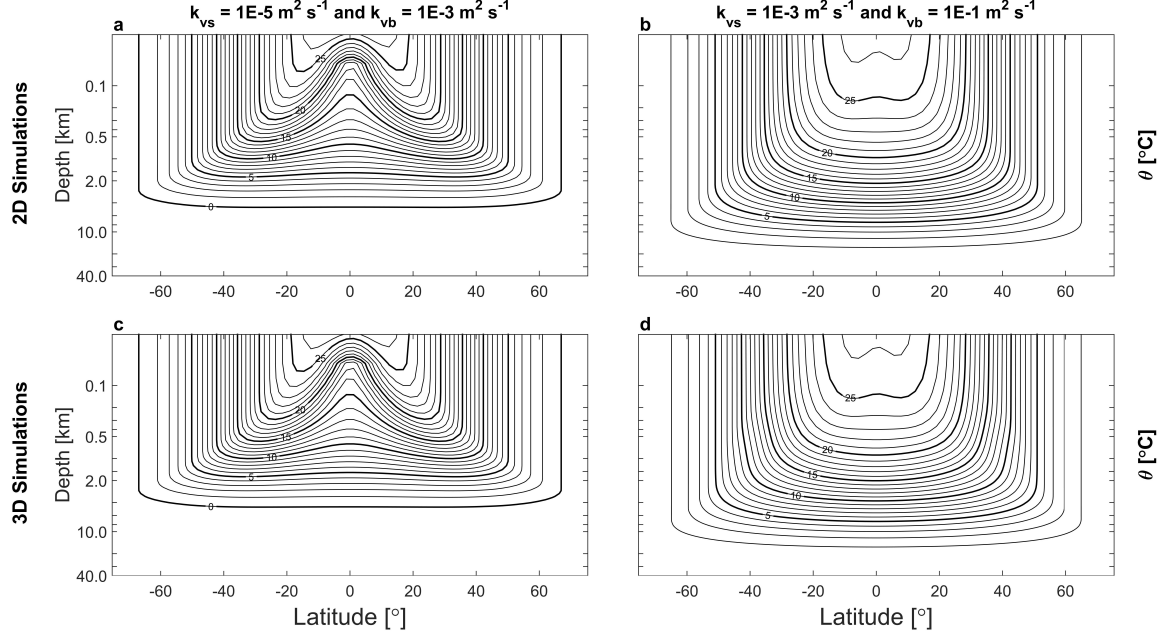 k_vs = 1E-5 m² s⁻¹ and k_vb = 1E-3 m² s⁻¹
k_vs = 1E-3 m² s⁻¹ and k_vb = 1E-1 m² s⁻¹
2D Simulations
a
Depth [km]
0.1
0.5
2.0
10.0
40.0
25
20
15
10
5
0
-60 -40 -20 0 20 40 60
b
25
20
15
10
5
-60 -40 -20 0 20 40 60
θ [°C]
3D Simulations
c
Depth [km]
0.1
0.5
2.0
10.0
40.0
25
20
15
10
5
0
-60 -40 -20 0 20 40 60
Latitude [°]
d
25
20
15
10
5
-60 -40 -20 0 20 40 60
Latitude [°]
θ [°C]